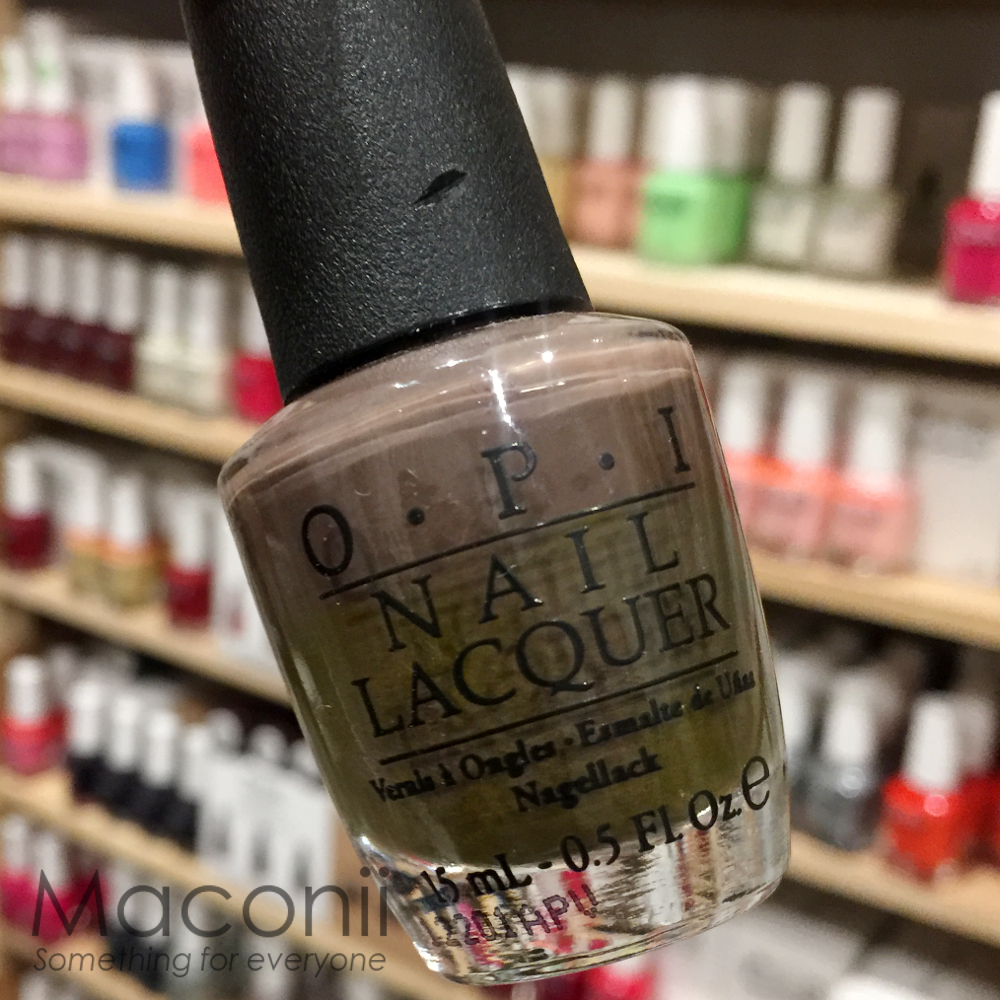 O • P • I
NAIL
LACQUER
Vernis à Ongles • Esmalte de Uñas
Nagellack
15 mL - 0.5 Fl. Oz. e
Maconii
Something for everyone